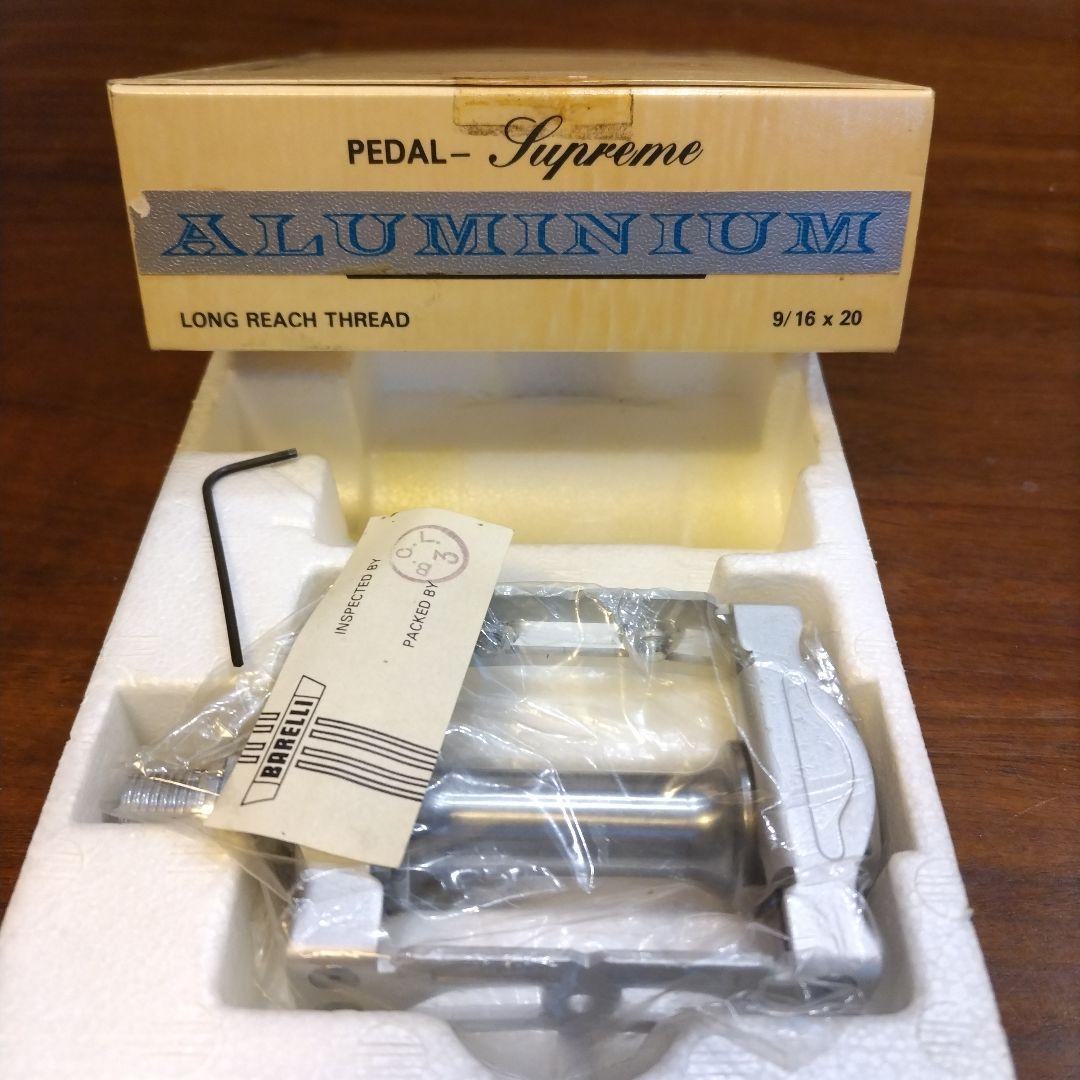 PEDAL – Supreme
ALUMINIUM
LONG REACH THREAD
9/16 x 20
INSPECTED BY
PACKED BY
BARELLI